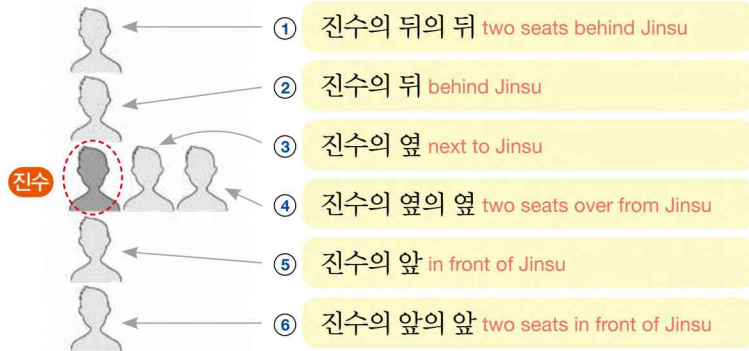 ① 진수의 뒤의 뒤 two seats behind Jinsu
② 진수의 뒤 behind Jinsu
③ 진수의 옆 next to Jinsu
진수
④ 진수의 옆의 옆 two seats over from Jinsu
⑤ 진수의 앞 in front of Jinsu
⑥ 진수의 앞의 앞 two seats in front of Jinsu